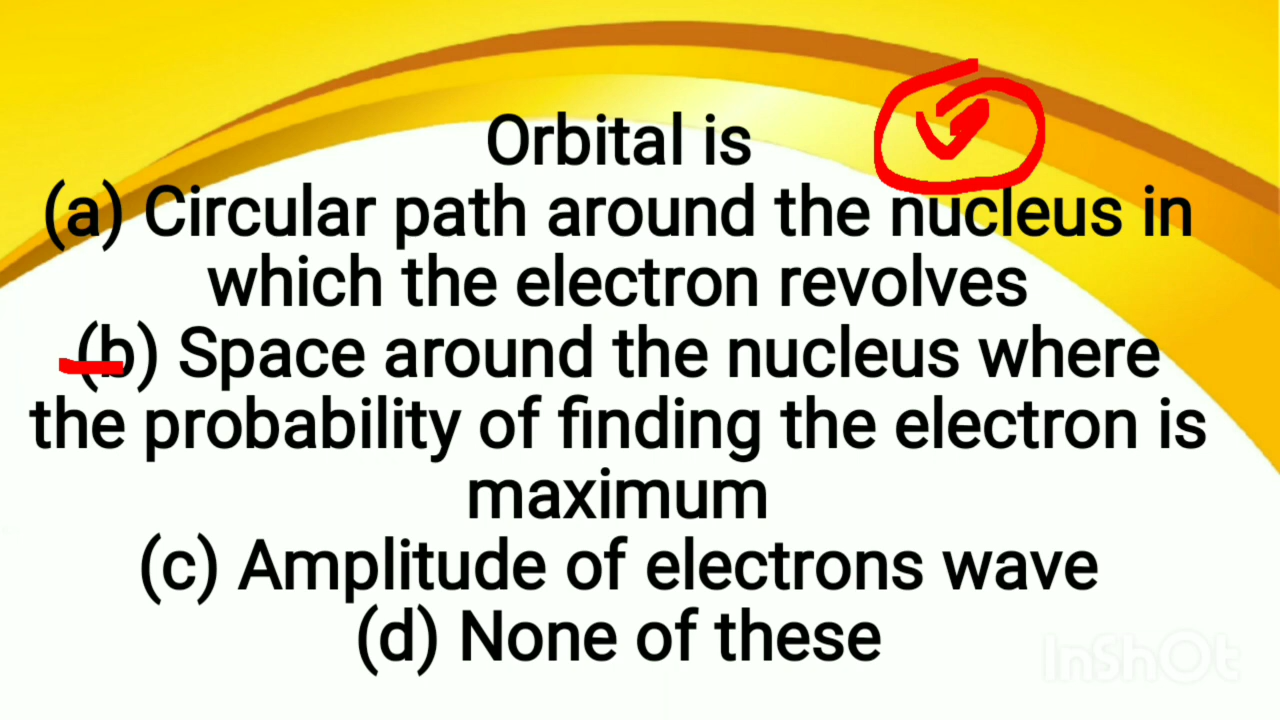 Orbital is
(a) Circular path around the nucleus in
which the electron revolves
(b) Space around the nucleus where
the probability of finding the electron is
maximum
(c) Amplitude of electrons wave
(d) None of these
InShOt